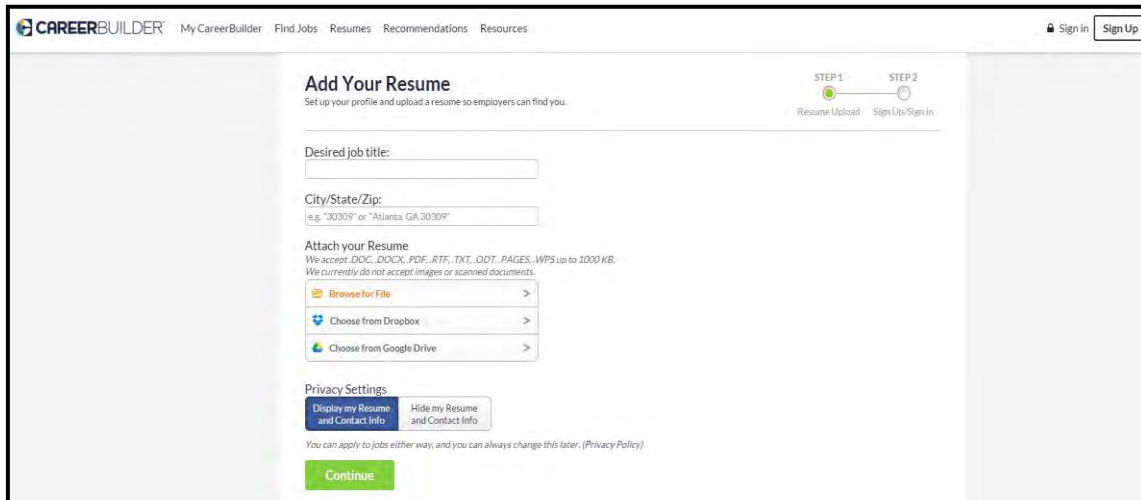 CAREERBUILDER My CareerBuilder Find Jobs Resumes Recommendations Resources Sign in Sign Up
Add Your Resume
Set up your profile and upload a resume so employers can find you.
STEP 1 STEP 2
Resume Upload Sign Up/Sign In
Desired job title:
City/State/Zip:
e.g. "30309" or "Atlanta, GA 30309"
Attach your Resume
We accept .DOC, .DOCX, .PDF, .RTF, .TXT, .ODT, .PAGES, .WPS up to 1000 KB.
We currently do not accept images or scanned documents.
Browse for File >
Choose from Dropbox >
Choose from Google Drive >
Privacy Settings
Display my Resume and Contact Info
Hide my Resume and Contact Info
You can apply to jobs either way, and you can always change this later. (Privacy Policy)
Continue